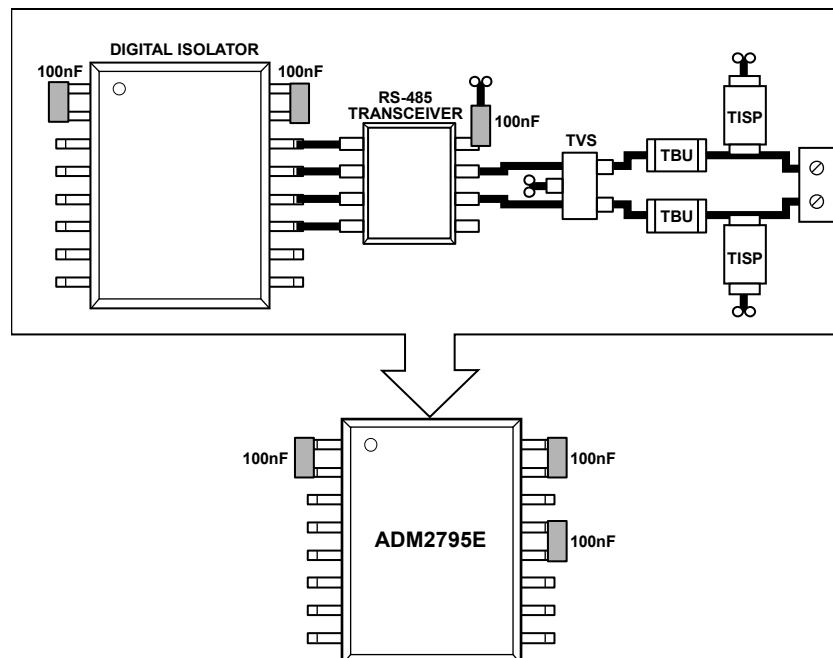 DIGITAL ISOLATOR
100nF
100nF
RS-485
TRANSCEIVER
100nF
TVS
TBU
TISP
TBU
TISP
100nF
100nF
ADM2795E
100nF